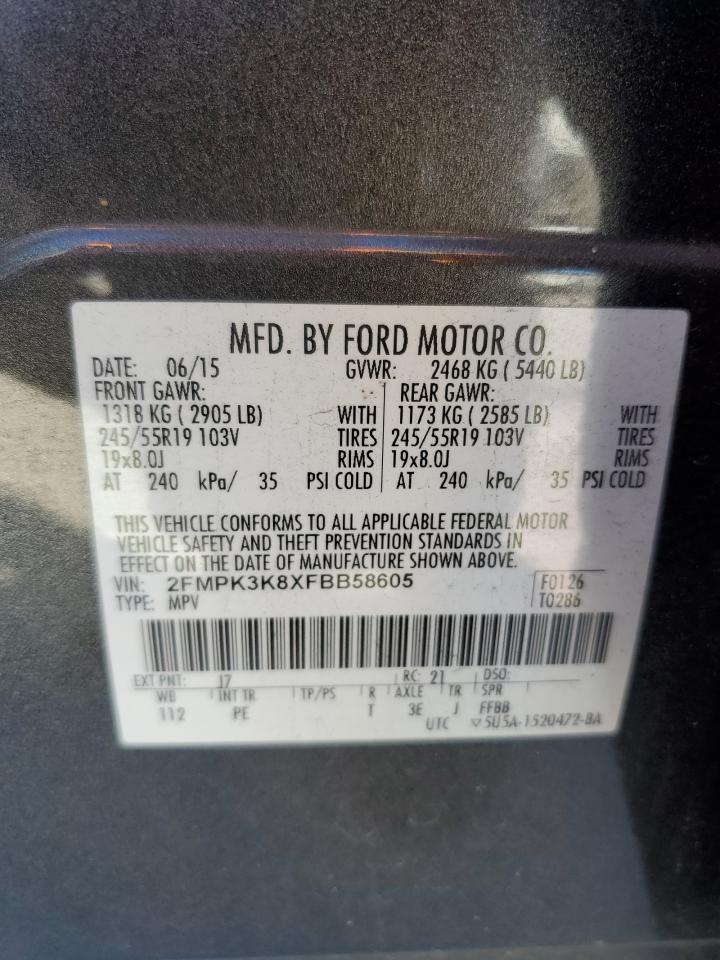 MFD. BY FORD MOTOR CO.
DATE: 06/15 GVWR: 2468 KG ( 5440 LB)
FRONT GAWR: REAR GAWR:
1318 KG ( 2905 LB) WITH 1173 KG ( 2585 LB) WITH
245/55R19 103V TIRES 245/55R19 103V TIRES
19x8.0J RIMS 19x8.0J RIMS
AT 240 kPa/ 35 PSI COLD AT 240 kPa/ 35 PSI COLD
THIS VEHICLE CONFORMS TO ALL APPLICABLE FEDERAL MOTOR
VEHICLE SAFETY AND THEFT PREVENTION STANDARDS IN
EFFECT ON THE DATE OF MANUFACTURE SHOWN ABOVE.
VIN: 2FMPK3K8XFBB58605 F0126
TYPE: MPV T0286
EXT PNT: J7 RC: 21 DSO:
WB INT TR TP/PS R AXLE TR SPR
112 PE T 3E J FFBB
UTC ▽5U5A-1520472-BA